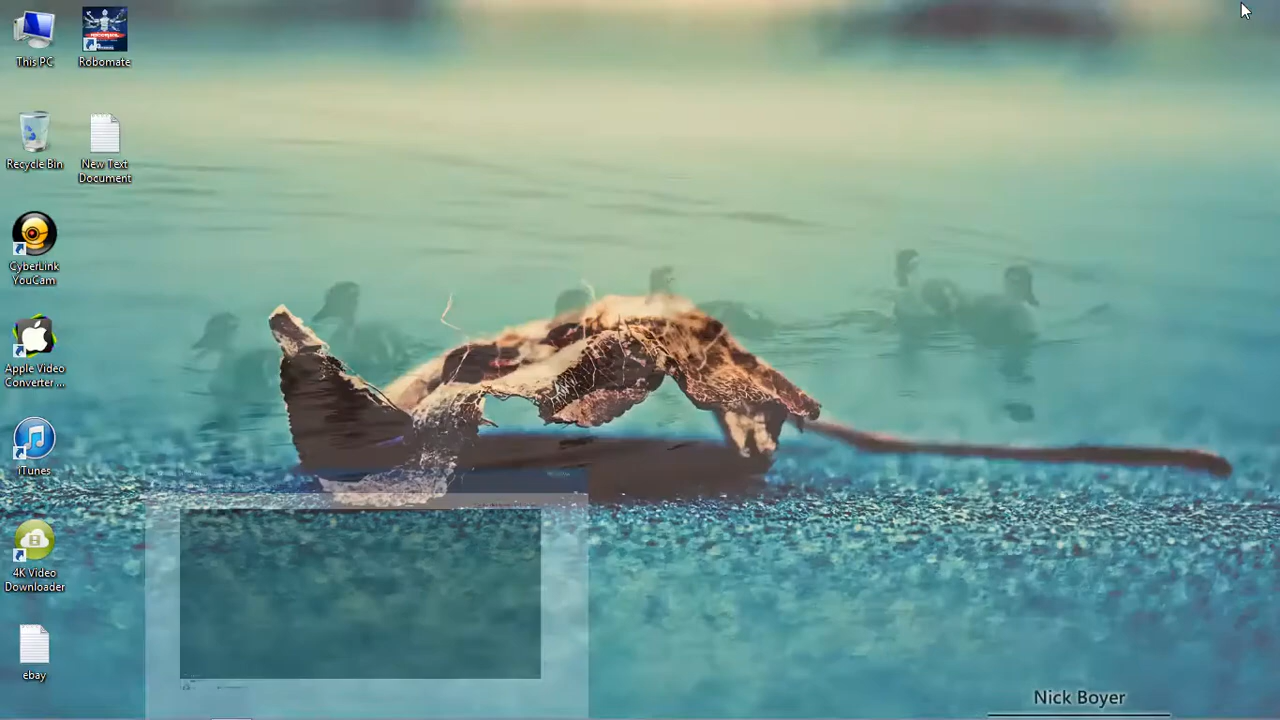 This PC
Robomate
Recycle Bin
New Text
Document
CyberLink
YouCam
Apple Video
Converter ...
iTunes
4K Video
Downloader
ebay
Nick Boyer